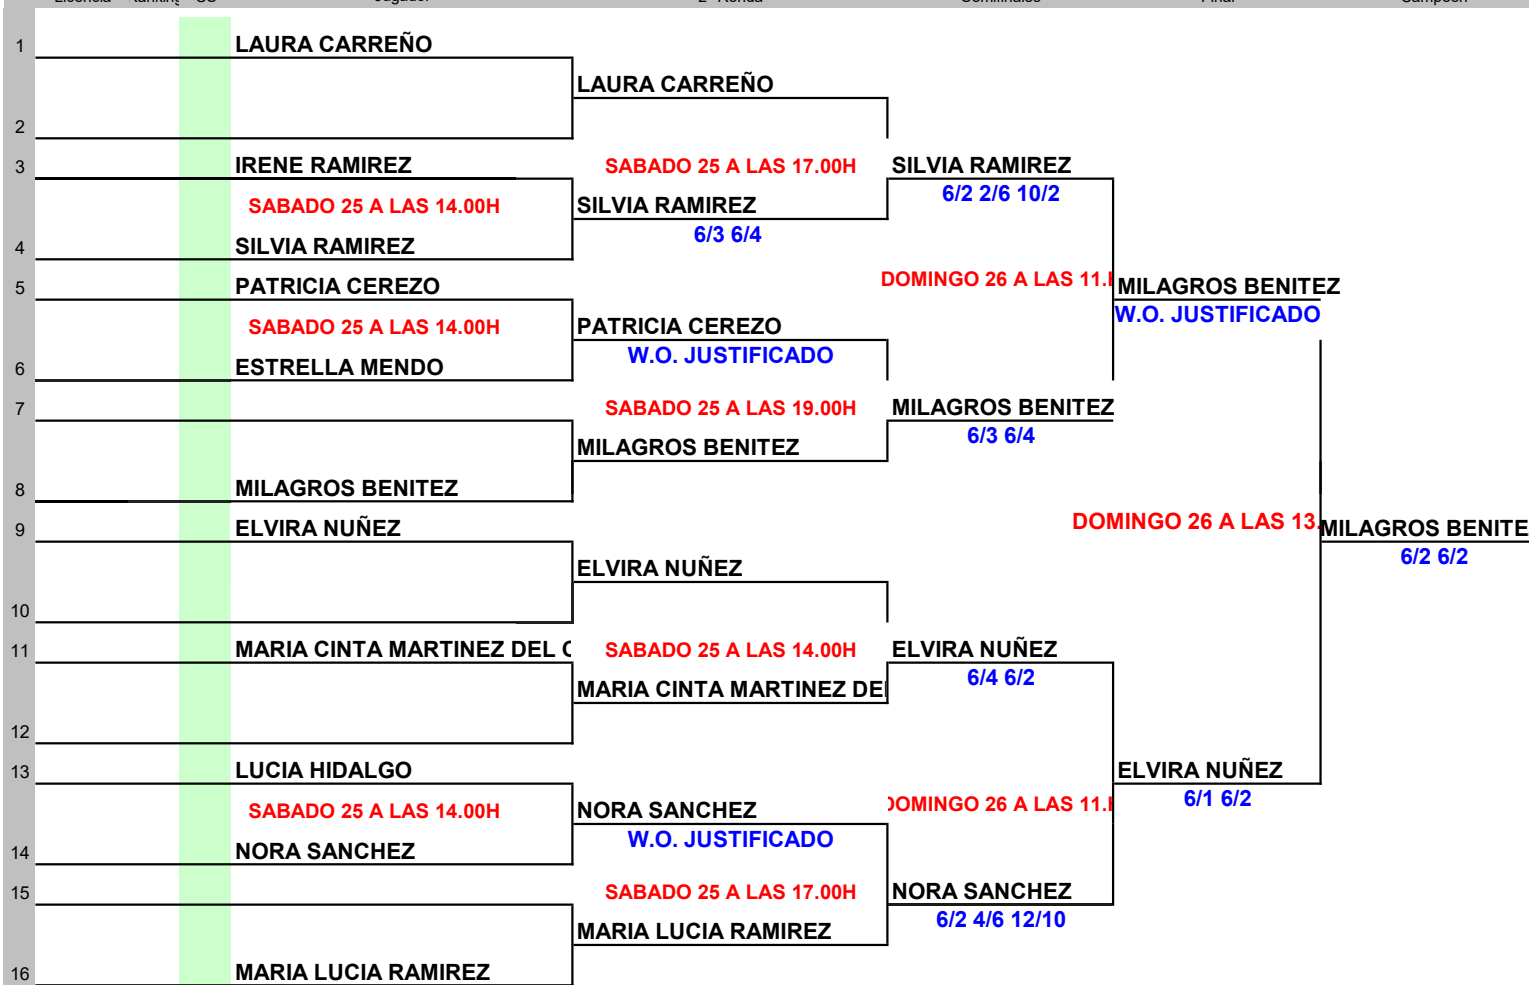 1 LAURA CARREÑO
LAURA CARREÑO
2
3 IRENE RAMIREZ SABADO 25 A LAS 17.00H SILVIA RAMIREZ
6/2 2/6 10/2
SABADO 25 A LAS 14.00H SILVIA RAMIREZ
6/3 6/4
4 SILVIA RAMIREZ
5 PATRICIA CEREZO DOMINGO 26 A LAS 11. MILAGROS BENITEZ
W.O. JUSTIFICADO
SABADO 25 A LAS 14.00H PATRICIA CEREZO
W.O. JUSTIFICADO
6 ESTRELLA MENDO
7 SABADO 25 A LAS 19.00H MILAGROS BENITEZ
6/3 6/4
MILAGROS BENITEZ
8 MILAGROS BENITEZ
9 ELVIRA NUÑEZ DOMINGO 26 A LAS 13. MILAGROS BENITE
6/2 6/2
ELVIRA NUÑEZ
10
11 MARIA CINTA MARTINEZ DEL SABADO 25 A LAS 14.00H ELVIRA NUÑEZ
6/4 6/2
MARIA CINTA MARTINEZ DE
12
13 LUCIA HIDALGO ELVIRA NUÑEZ
6/1 6/2
SABADO 25 A LAS 14.00H NORA SANCHEZ DOMINGO 26 A LAS 11.
W.O. JUSTIFICADO
14 NORA SANCHEZ
15 SABADO 25 A LAS 17.00H NORA SANCHEZ
6/2 4/6 12/10
MARIA LUCIA RAMIREZ
16 MARIA LUCIA RAMIREZ